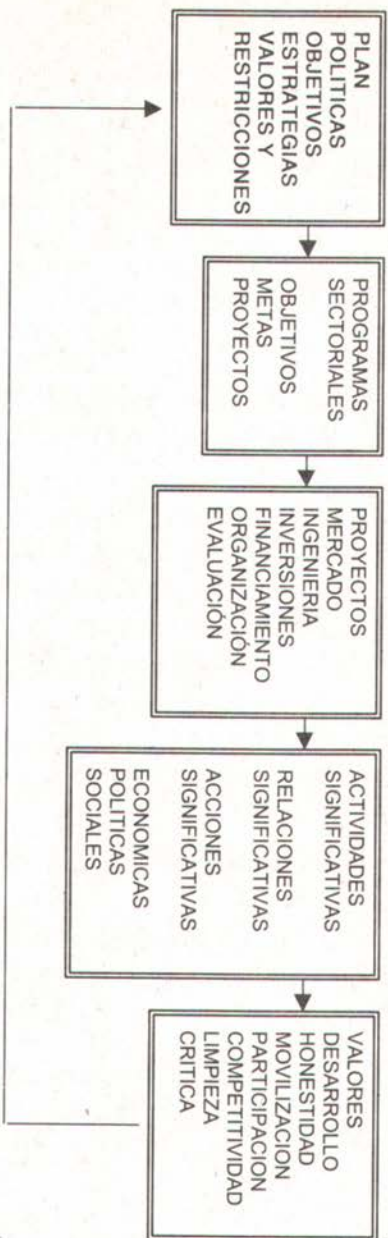 PLAN
POLITICAS
OBJETIVOS
ESTRATEGIAS
VALORES Y
RESTRICCIONES
PROGRAMAS
SECTORIALES
OBJETIVOS
METAS
PROYECTOS
PROYECTOS
MERCADO
INGENIERIA
INVERSIONES
FINANCIAMIENTO
ORGANIZACIÓN
EVALUACIÓN
ACTIVIDADES
SIGNIFICATIVAS
RELACIONES
SIGNIFICATIVAS
ACCIONES
SIGNIFICATIVAS
ECONOMICAS
POLITICAS
SOCIALES
VALORES
DESARROLLO
HONESTIDAD
MOVILIZACION
PARTICIPACION
COMPETITIVIDAD
LIMPIEZA
CRITICA